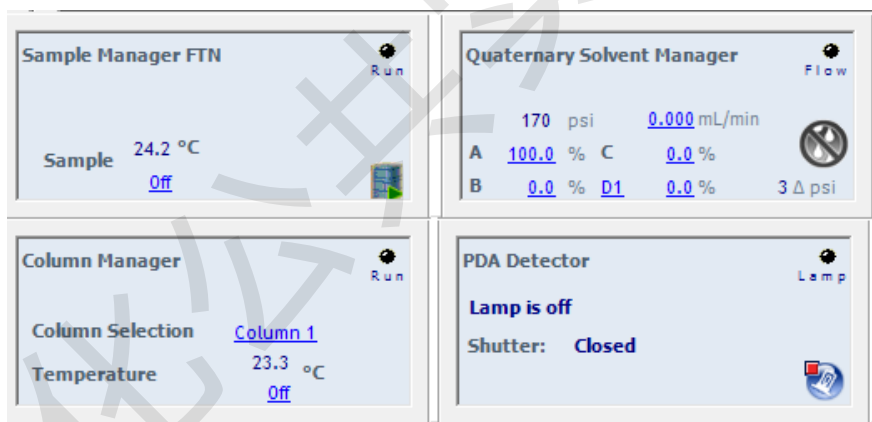 Sample Manager FTN
Run
Sample 24.2 °C
Off
Quaternary Solvent Manager
Flow
170 psi 0.000 mL/min
A 100.0 % C 0.0 %
B 0.0 % D1 0.0 % 3 Δ psi
Column Manager
Run
Column Selection Column 1
Temperature 23.3 °C
Off
PDA Detector
Lamp
Lamp is off
Shutter: Closed